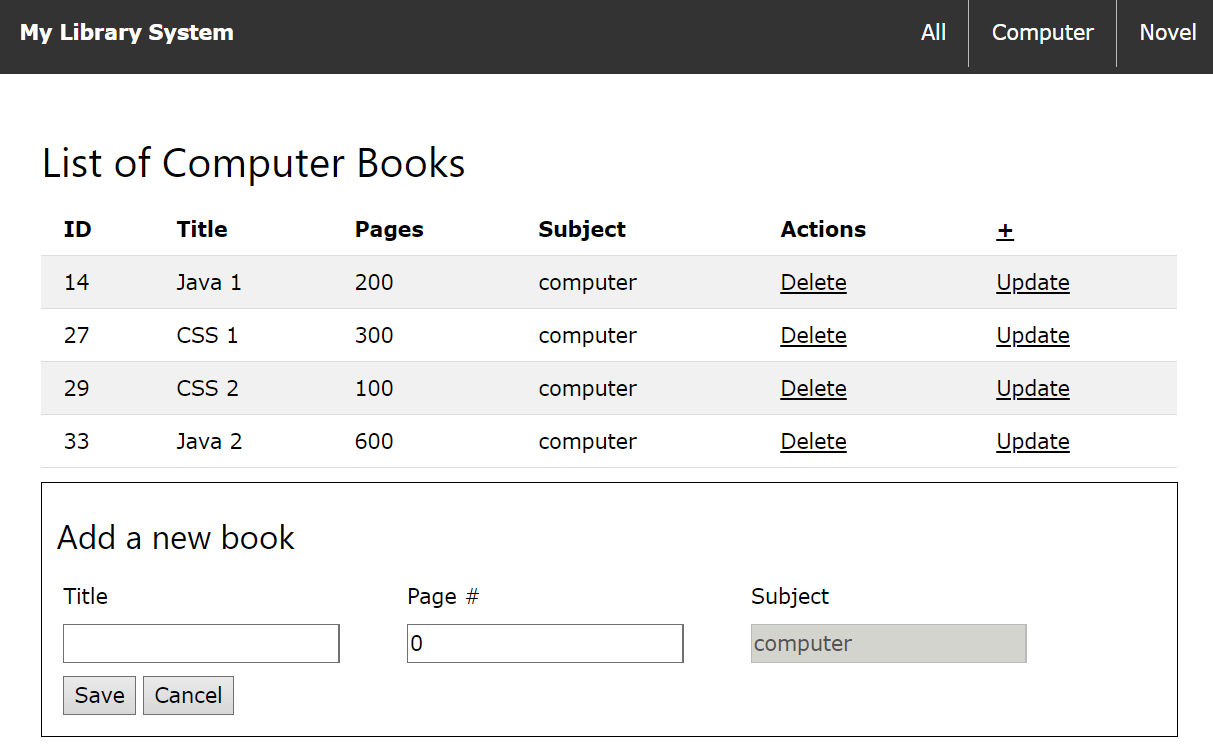 My Library System All Computer Novel
List of Computer Books
ID Title Pages Subject Actions +
14 Java 1 200 computer Delete Update
27 CSS 1 300 computer Delete Update
29 CSS 2 100 computer Delete Update
33 Java 2 600 computer Delete Update
Add a new book
Title Page # Subject
0 computer
Save Cancel